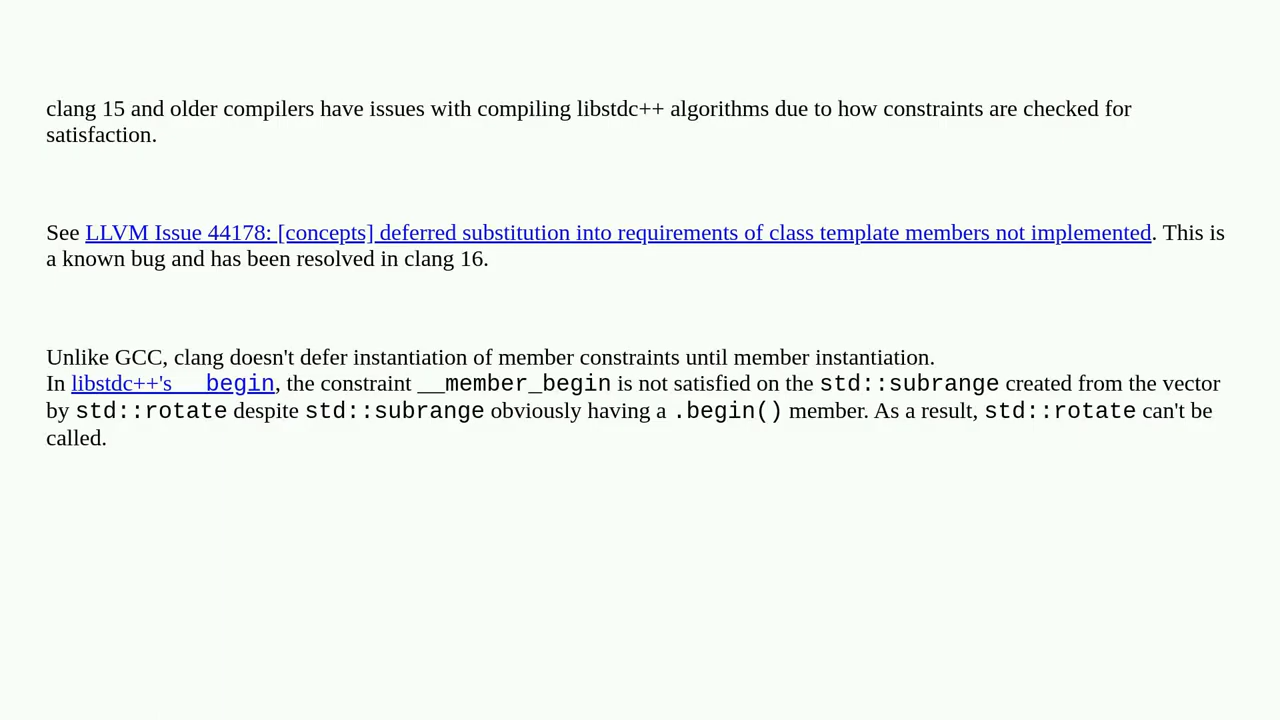 clang 15 and older compilers have issues with compiling libstdc++ algorithms due to how constraints are checked for
satisfaction.
See LLVM Issue 44178: [concepts] deferred substitution into requirements of class template members not implemented. This is
a known bug and has been resolved in clang 16.
Unlike GCC, clang doesn't defer instantiation of member constraints until member instantiation.
In libstdc++'s __begin, the constraint __member_begin is not satisfied on the std::subrange created from the vector
by std::rotate despite std::subrange obviously having a .begin() member. As a result, std::rotate can't be
called.